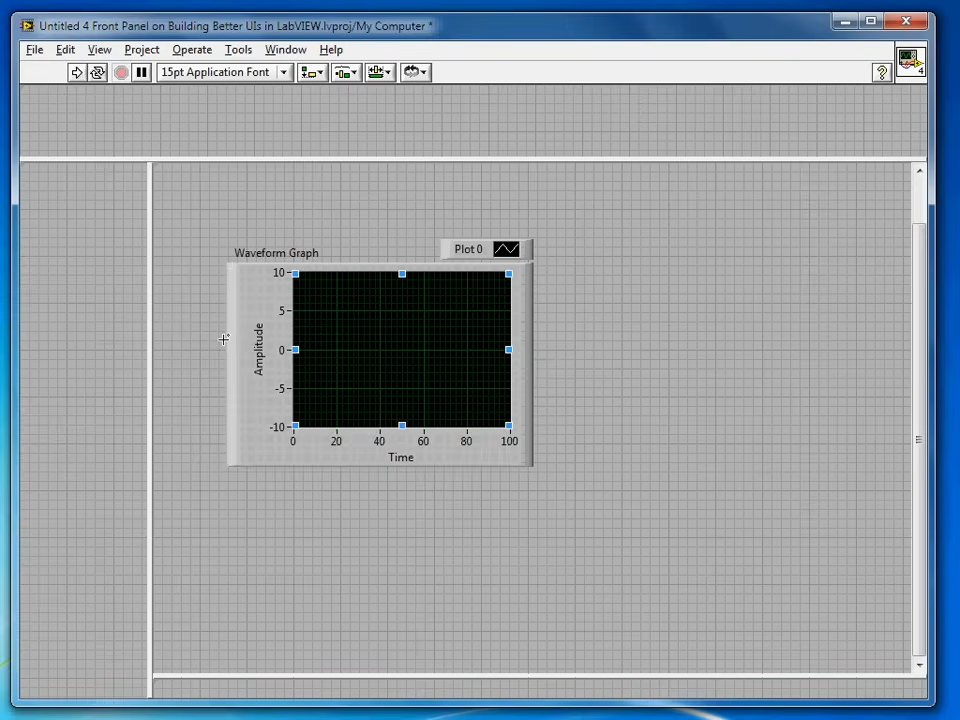 Untitled 4 Front Panel on Building Better UIs in LabVIEW.lvproj/My Computer *
File Edit View Project Operate Tools Window Help
15pt Application Font
?
4
Waveform Graph
Plot 0
10
5
0
-5
-10
Amplitude
0 20 40 60 80 100
Time